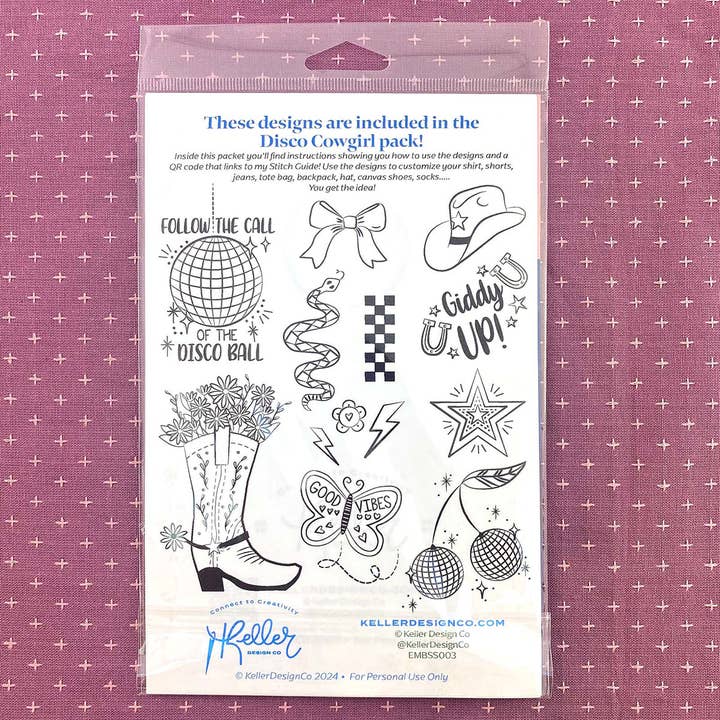 These designs are included in the
Disco Cowgirl pack!
Inside this packet you'll find instructions showing you how to use the designs and a
QR code that links to my Stitch Guide! Use the designs to customize your shirt, shorts,
jeans, tote bag, backpack, hat, canvas shoes, socks.....
You get the idea!
FOLLOW THE CALL
OF THE
DISCO BALL
Giddy
UP!
GOOD VIBES
Connect to Creativity
Keller
DESIGN CO
KELLERDESIGNCO.COM
© Keller Design Co
@KellerDesignCo
EMBSS003
© KellerDesignCo 2024 • For Personal Use Only